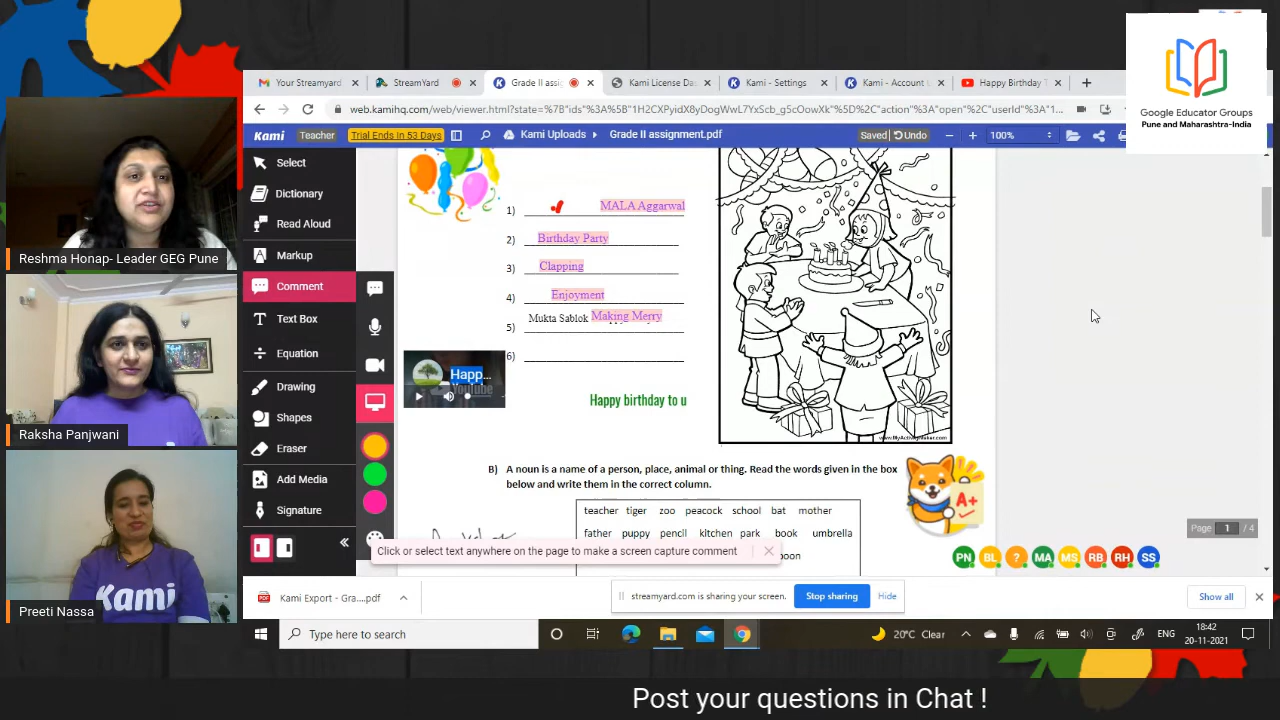 Google Educator Groups
Pune and Maharashtra-India
Your Streamyard
StreamYard
Grade II assig
Kami License Da
Kami - Settings
Kami - Account
Happy Birthday T
web.kamihq.com/web/viewer.html?state=%7B"ids"%3A%5B"1H2CXPyidX8yDogWwL7YxScb_g5cOowXk"%5D%2C"action"%3A"open"%2C"userId"%3A"1...
Kami
Teacher
Trial Ends in 53 Days
Kami Uploads
Grade II assignment.pdf
Saved
Undo
100%
Select
Dictionary
Read Aloud
Markup
Comment
Text Box
Equation
Drawing
Shapes
Eraser
Add Media
Signature
1) MALA Aggarwal
2) Birthday Party
3) Clapping
4) Enjoyment
5) Mukta Sablok Making Merry
6)
Happ...
YouTube
Happy birthday to u
www.MyActivityMaker.com
B) A noun is a name of a person, place, animal or thing. Read the words given in the box
below and write them in the correct column.
teacher tiger zoo peacock school bat mother
father puppy pencil kitchen park book umbrella
A+
Page 1 / 4
Click or select text anywhere on the page to make a screen capture comment
PN BL ? MA MS RB RH SS
Kami Export - Gra....pdf
streamyard.com is sharing your screen.
Stop sharing
Hide
Show all
Type here to search
20°C Clear
ENG
18:42
20-11-2021
Reshma Honap- Leader GEG Pune
Raksha Panjwani
Kami
Preeti Nassa
Post your questions in Chat !